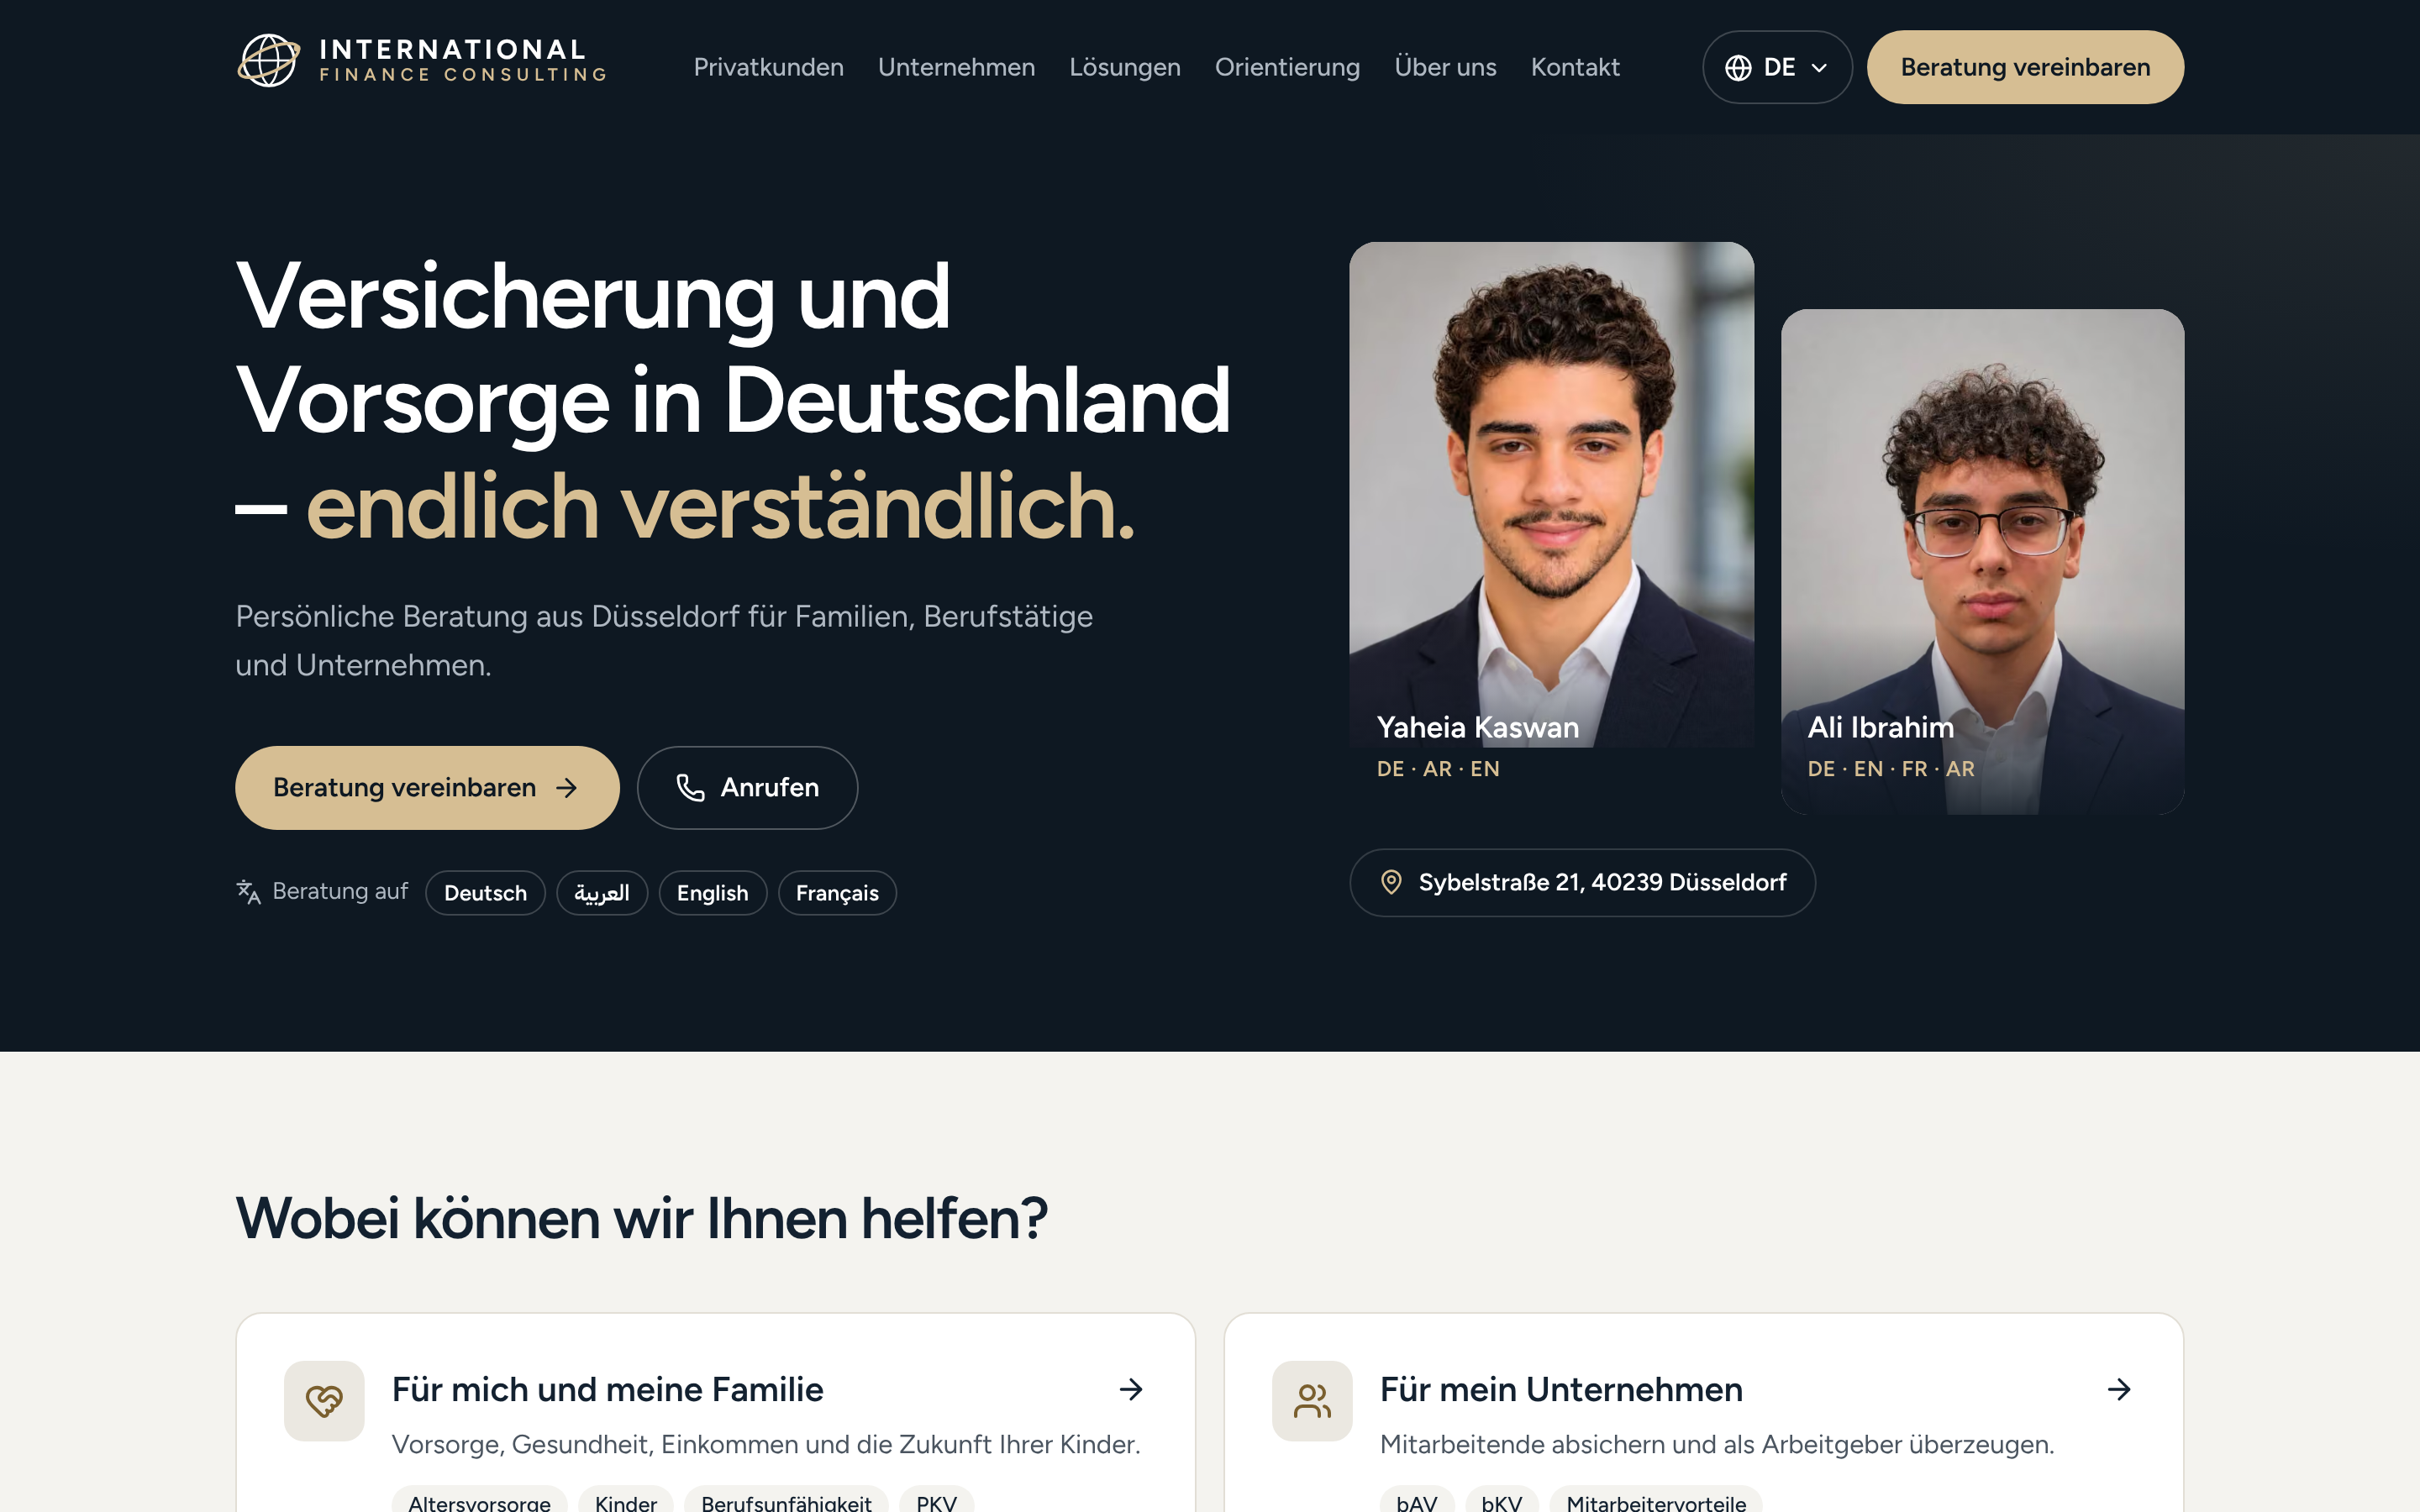 INTERNATIONAL
FINANCE CONSULTING
Privatkunden
Unternehmen
Lösungen
Orientierung
Über uns
Kontakt
DE
Beratung vereinbaren
Versicherung und
Vorsorge in Deutschland
– endlich verständlich.
Persönliche Beratung aus Düsseldorf für Familien, Berufstätige
und Unternehmen.
Beratung vereinbaren
Anrufen
Beratung auf
Deutsch
العربية
English
Français
Yaheia Kaswan
DE · AR · EN
Ali Ibrahim
DE · EN · FR · AR
Sybelstraße 21, 40239 Düsseldorf
Wobei können wir Ihnen helfen?
Für mich und meine Familie
Vorsorge, Gesundheit, Einkommen und die Zukunft Ihrer Kinder.
Altersvorsorge
Kinder
Berufsunfähigkeit
PKV
Für mein Unternehmen
Mitarbeitende absichern und als Arbeitgeber überzeugen.
bAV
bKV
Mitarbeitervorteile